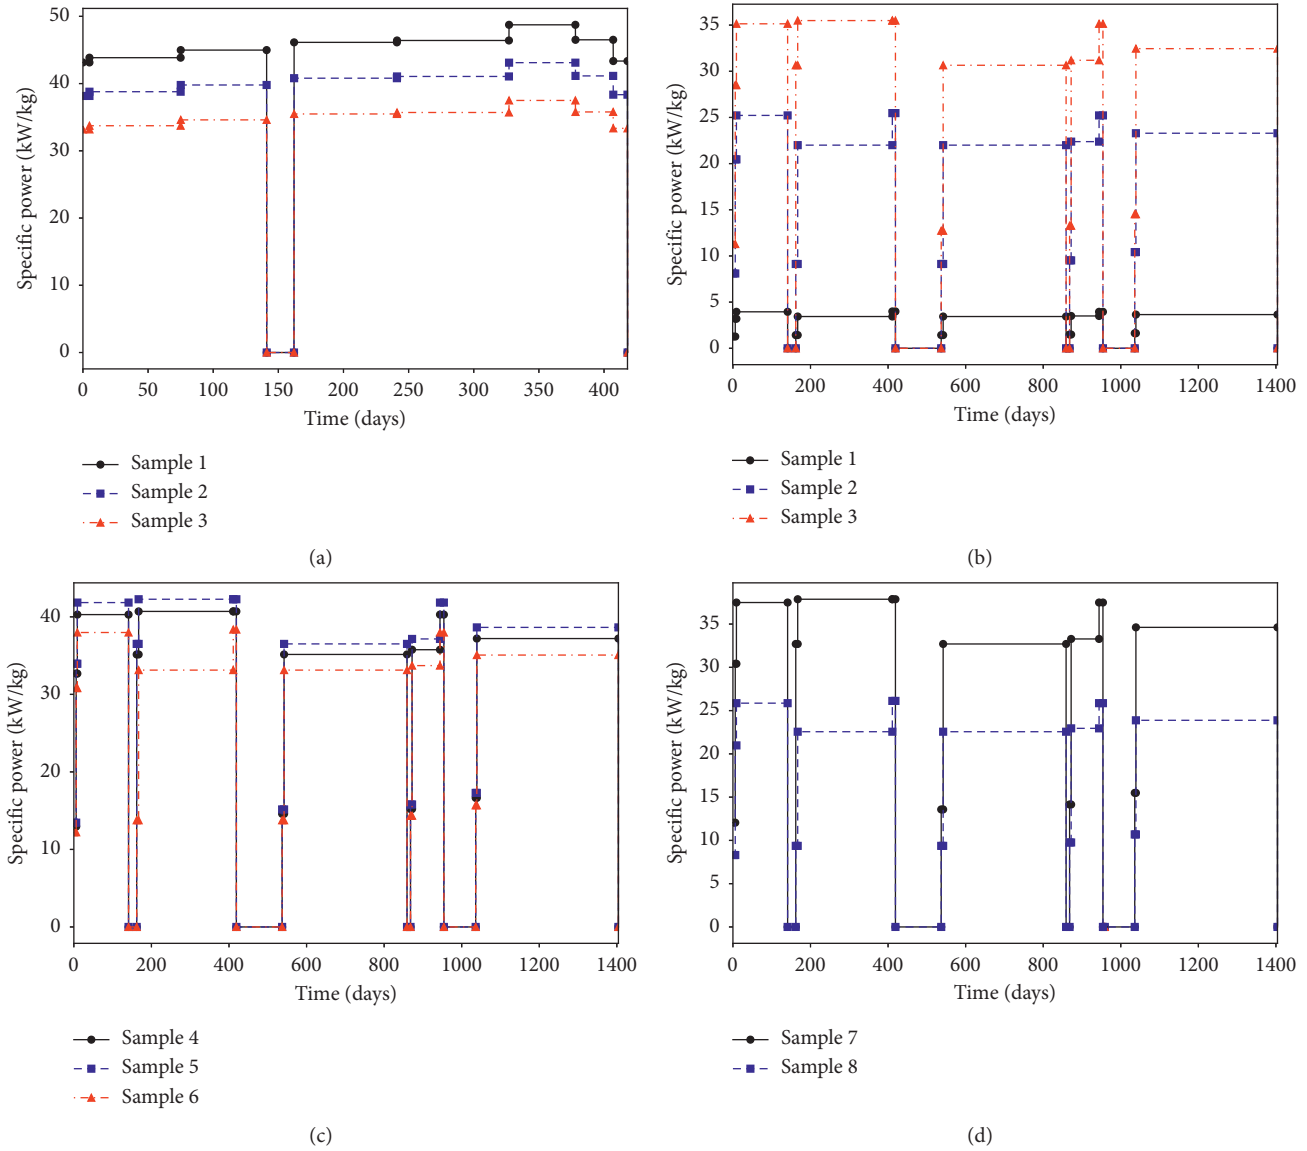 50
40
30
20
10
0
Specific power (kW/kg)
0 50 100 150 200 250 300 350 400
Time (days)
Sample 1
Sample 2
Sample 3
(a)
35
30
25
20
15
10
5
0
Specific power (kW/kg)
0 200 400 600 800 1000 1200 1400
Time (days)
Sample 1
Sample 2
Sample 3
(b)
40
30
20
10
0
Specific power (kW/kg)
0 200 400 600 800 1000 1200 1400
Time (days)
Sample 4
Sample 5
Sample 6
(c)
35
30
25
20
15
10
5
0
Specific power (kW/kg)
0 200 400 600 800 1000 1200 1400
Time (days)
Sample 7
Sample 8
(d)